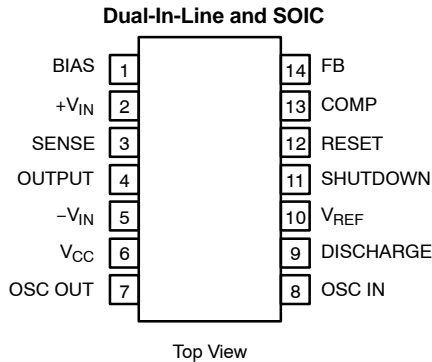 Dual-In-Line and SOIC
BIAS 1 14 FB
+VIN 2 13 COMP
SENSE 3 12 RESET
OUTPUT 4 11 SHUTDOWN
−VIN 5 10 VREF
VCC 6 9 DISCHARGE
OSC OUT 7 8 OSC IN
Top View